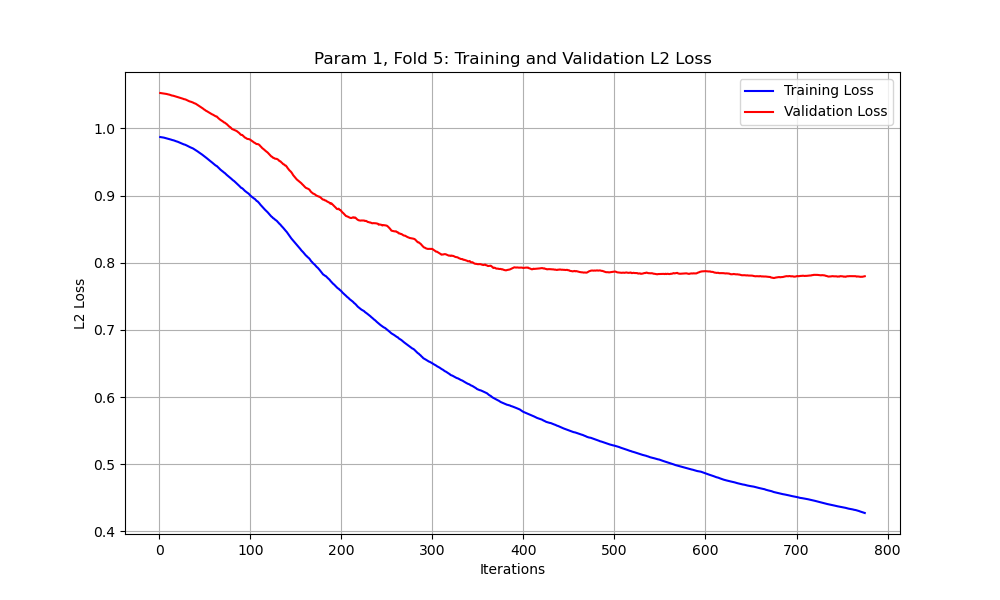 Param 1, Fold 5: Training and Validation L2 Loss
Training Loss
Validation Loss
L2 Loss
1.0
0.9
0.8
0.7
0.6
0.5
0.4
0 100 200 300 400 500 600 700 800
Iterations